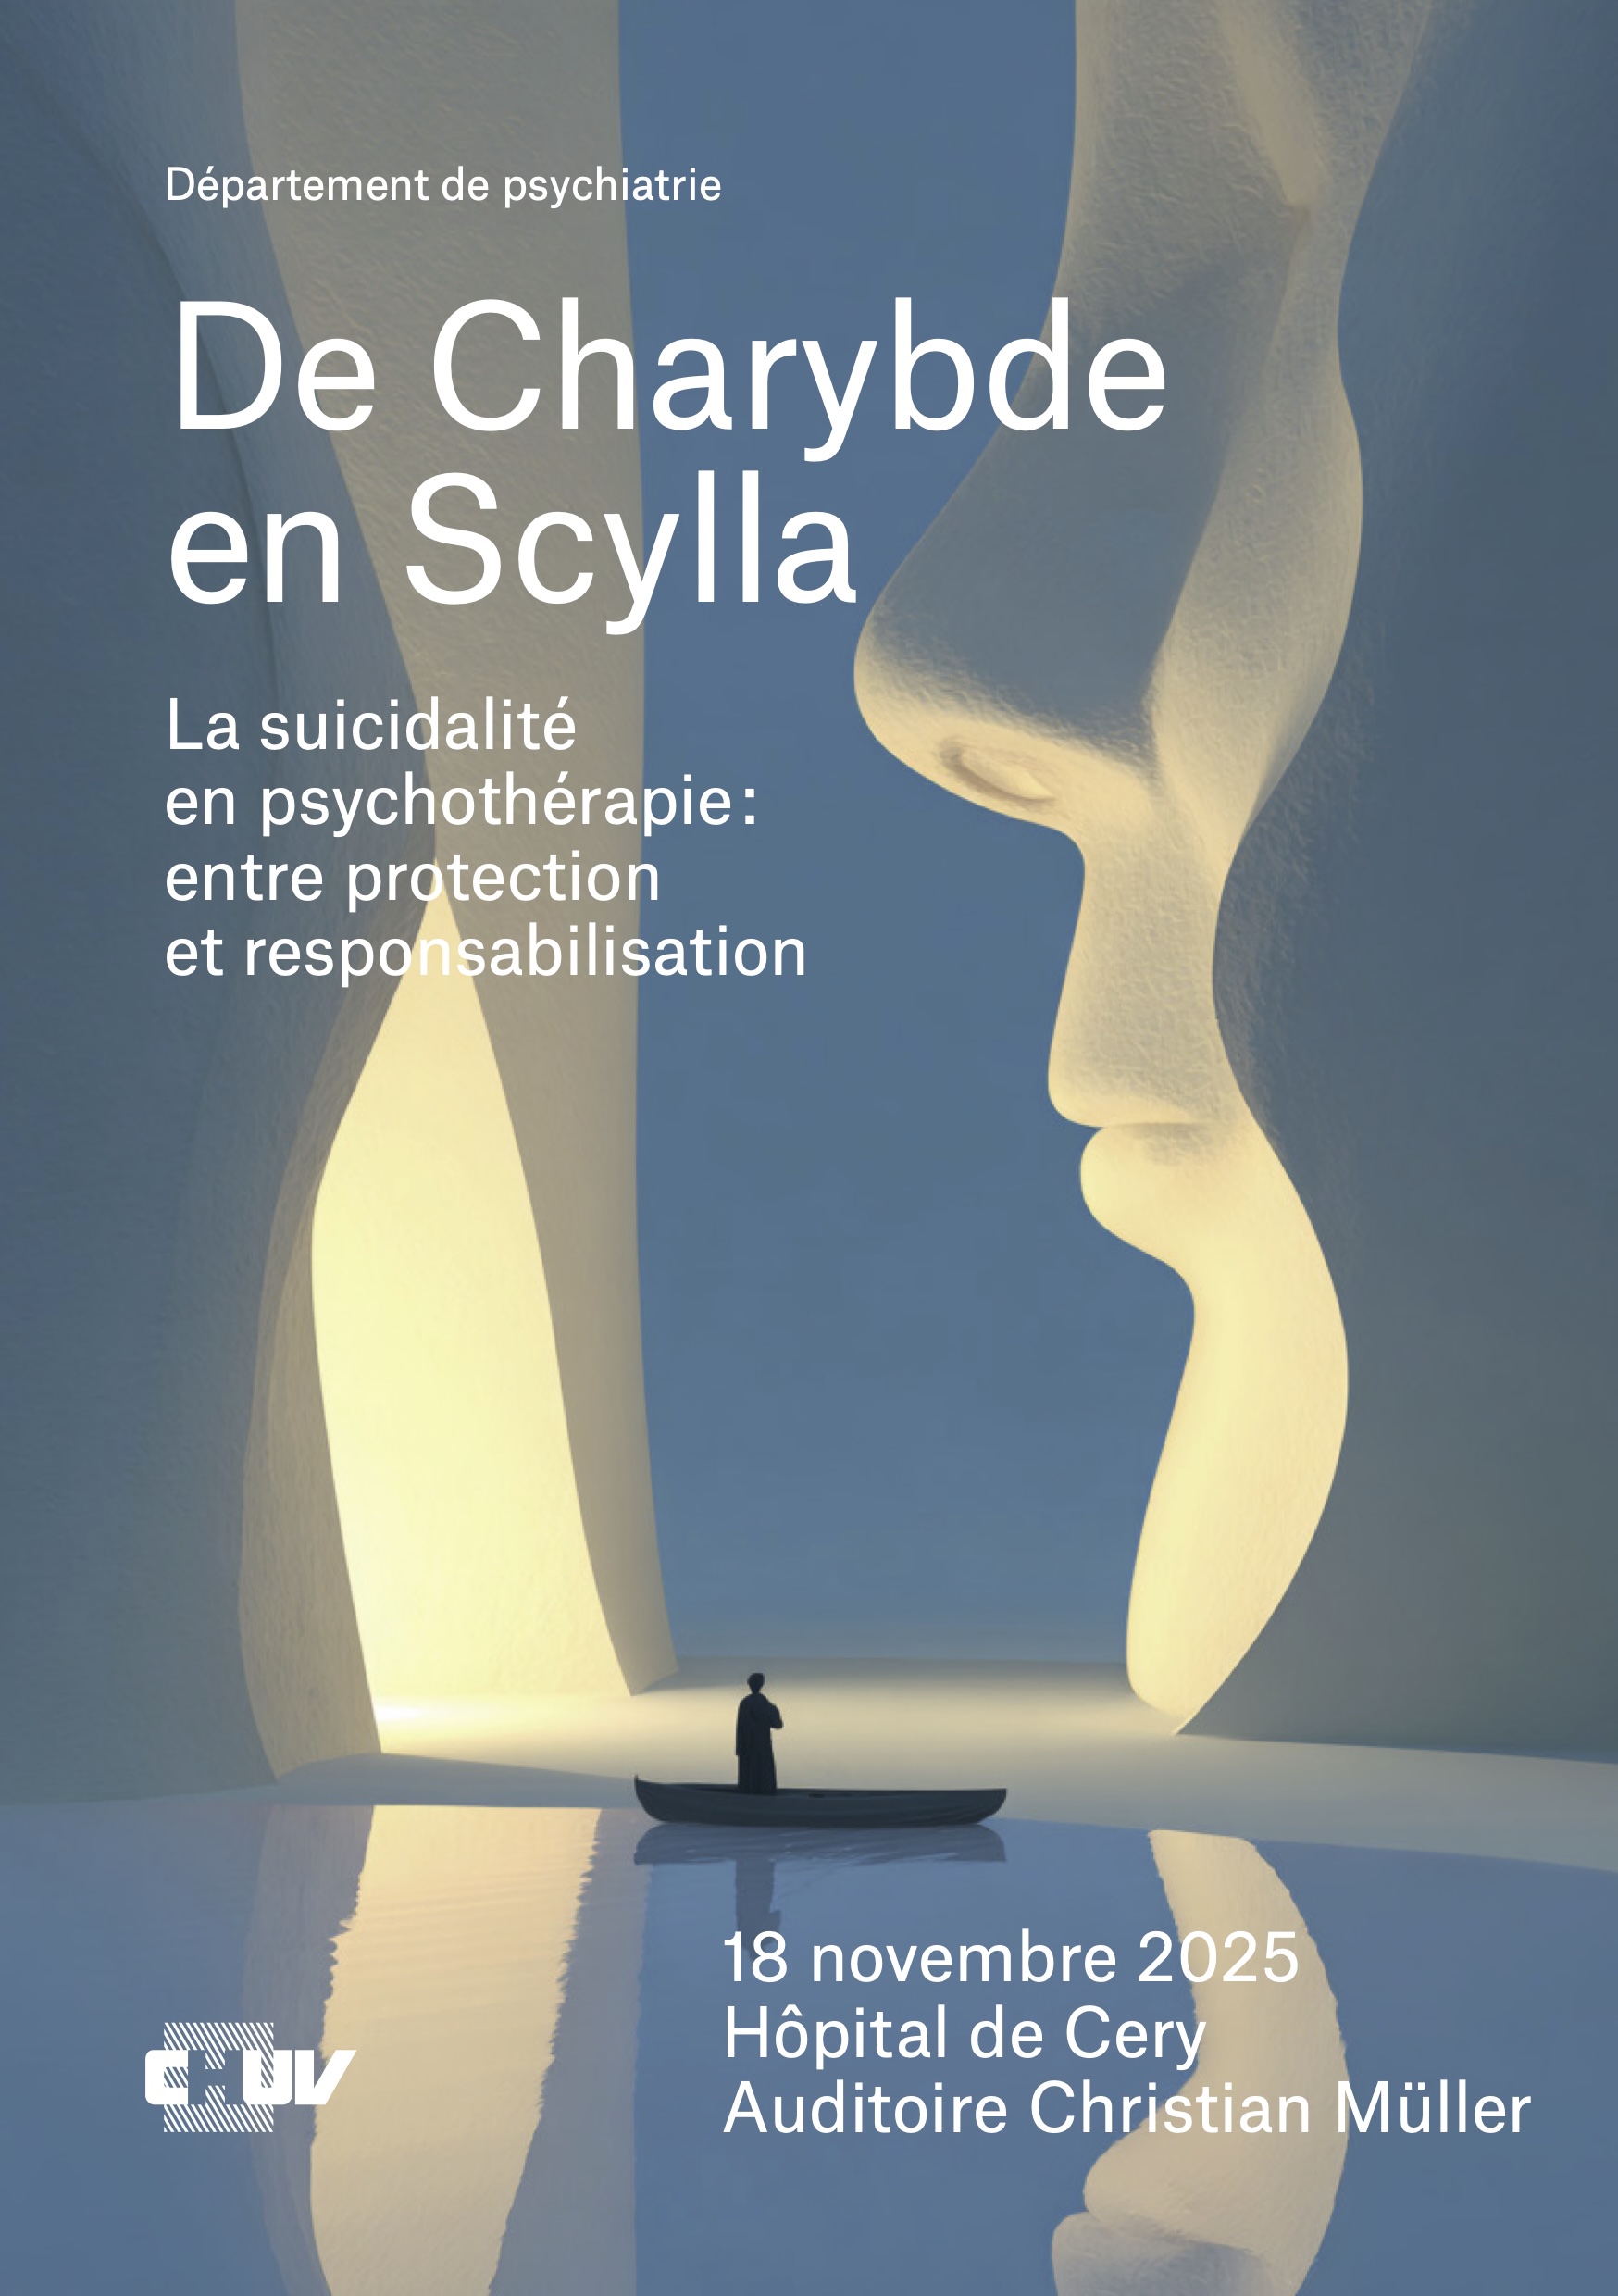 Département de psychiatrie
De Charybde
en Scylla
La suicidalité
en psychothérapie :
entre protection
et responsabilisation
18 novembre 2025
Hôpital de Cery
Auditoire Christian Müller
CHUV